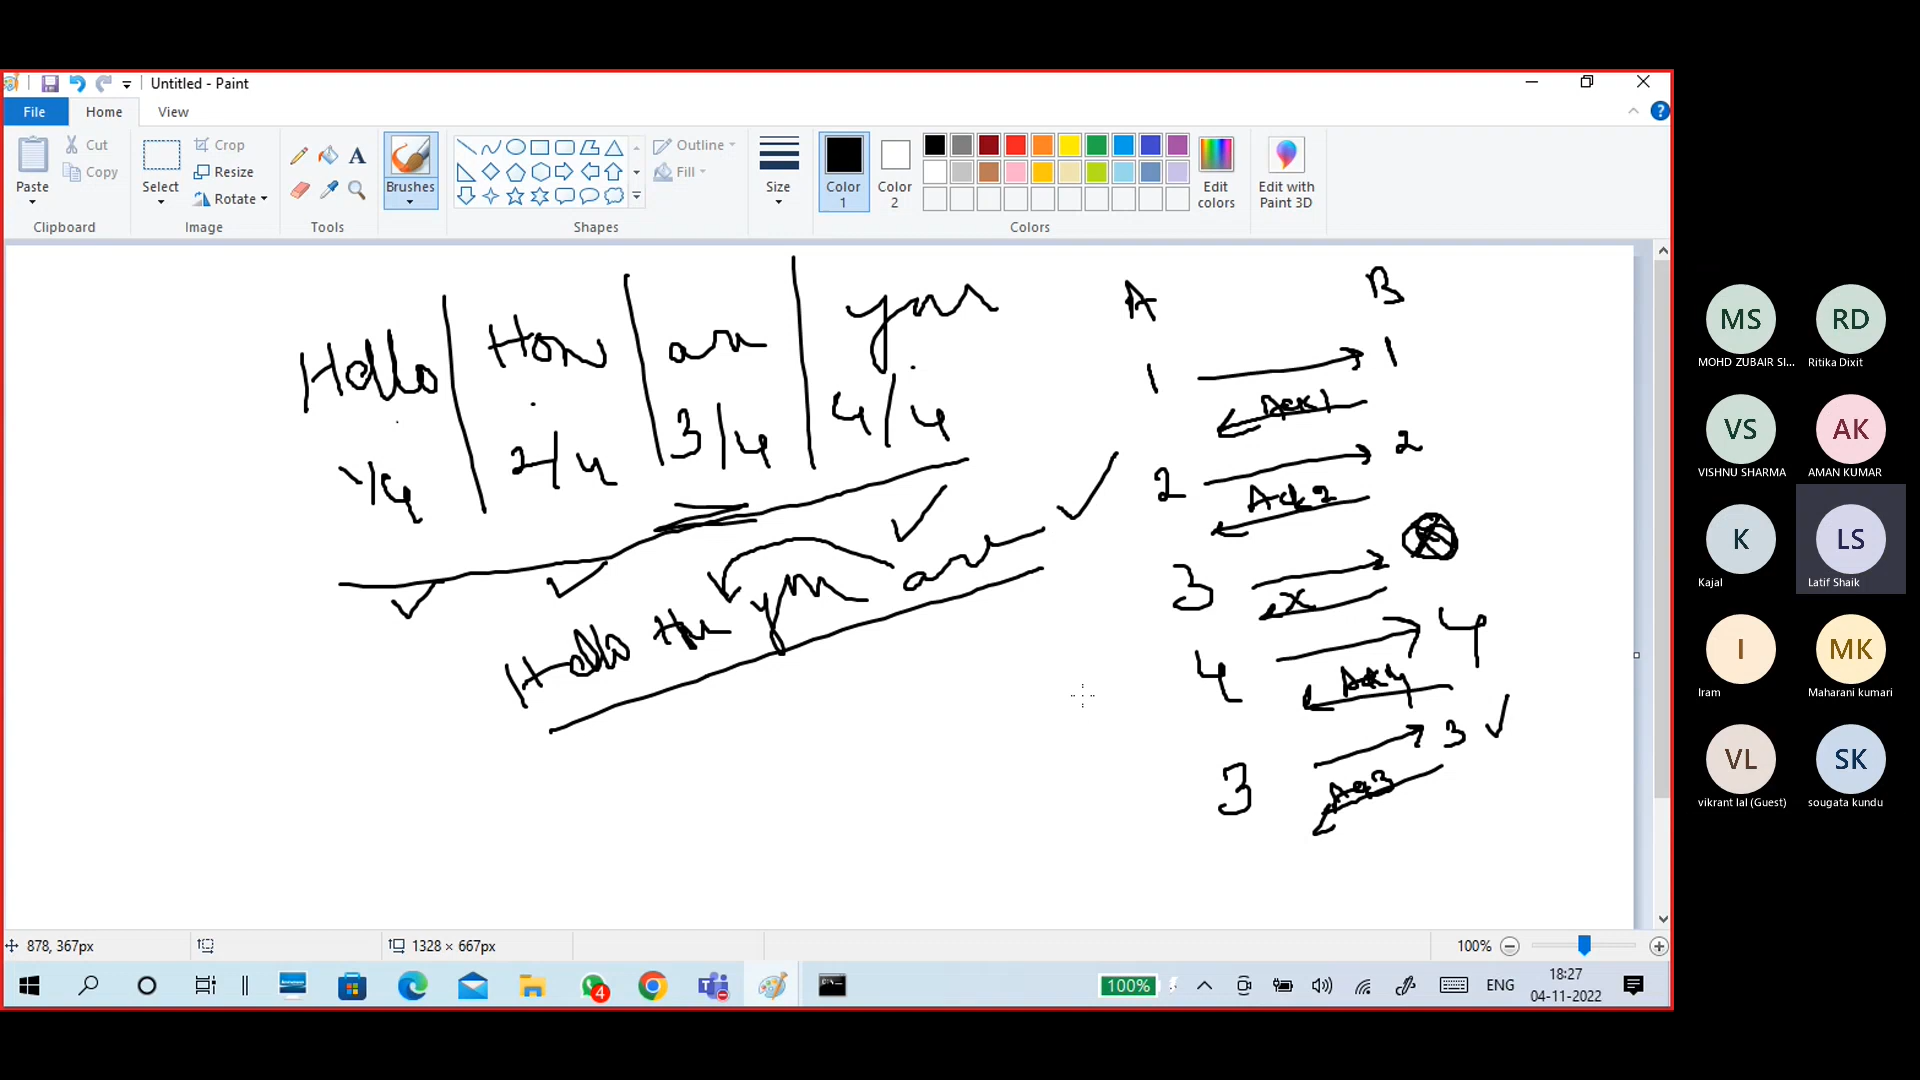 Untitled - Paint
File Home View
Cut
Copy
Paste
Clipboard
Select
Crop
Resize
Rotate
Image
A
Tools
Brushes
Shapes
Outline
Fill
Size
Color 1
Color 2
Edit colors
Edit with Paint 3D
Colors
Hello How are you
1/4 2/4 3/4 4/4
Hello How you are
A B
1 1
Ack1
2 2
Ack2
3
x
4 4
Ack4
3 3
Ack3
878, 367px
1328 × 667px
100%
4
100%
ENG
18:27
04-11-2022
MS
MOHD ZUBAIR SI...
RD
Ritika Dixit
VS
VISHNU SHARMA
AK
AMAN KUMAR
K
Kajal
LS
Latif Shaik
I
Iram
MK
Maharani kumari
VL
vikrant lal (Guest)
SK
sougata kundu